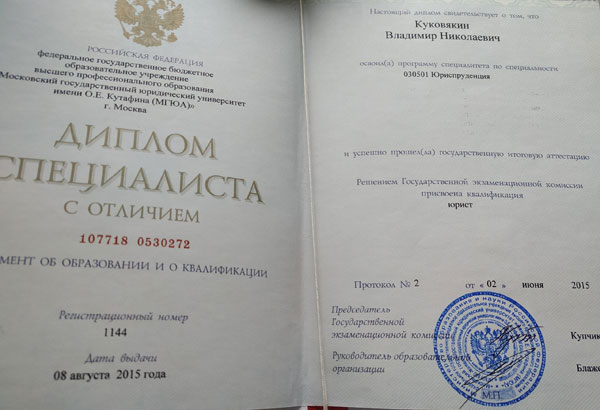 РОССИЙСКАЯ ФЕДЕРАЦИЯ
федеральное государственное бюджетное
образовательное учреждение
высшего профессионального образования
Московский государственный юридический университет
имени О.Е. Кутафина (МГЮА)»
г. Москва
ДИПЛОМ
СПЕЦИАЛИСТА
С ОТЛИЧИЕМ
107718 0530272
МЕНТ ОБ ОБРАЗОВАНИИ И О КВАЛИФИКАЦИИ
Регистрационный номер
1144
Дата выдачи
08 августа 2015 года
Настоящий диплом свидетельствует о том, что
Куковякин
Владимир Николаевич
освоил(а) программу специалитета по специальности
030501 Юриспруденция
и успешно прошел(ла) государственную итоговую аттестацию
Решением Государственной экзаменационной комиссии
присвоена квалификация
юрист
Протокол № 2 от « 02 » июня 2015
Председатель
Государственной
экзаменационной комиссии Купчик
Руководитель образовательной
организации Блаже
М.П.